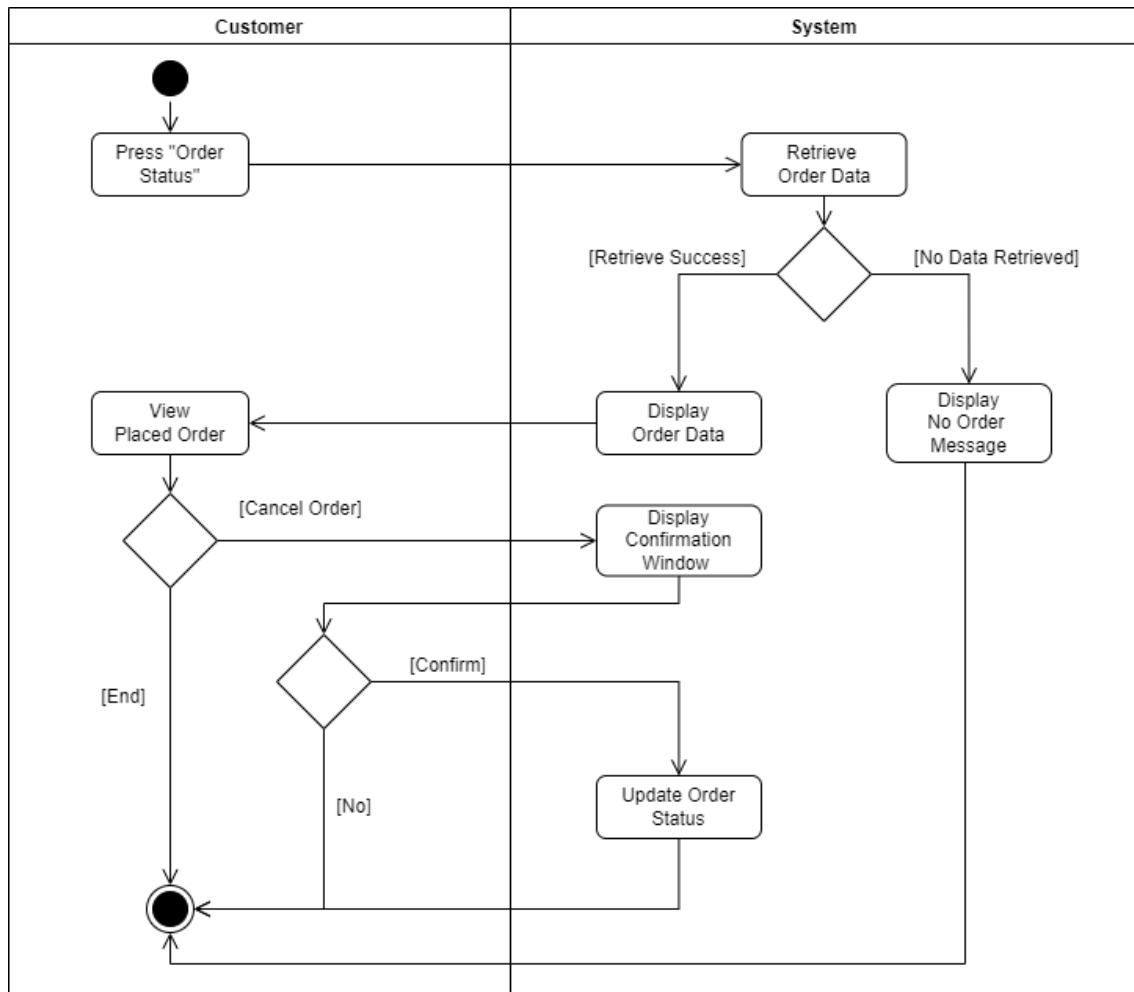 Customer
System
Press "Order
Status"
Retrieve
Order Data
[Retrieve Success]
[No Data Retrieved]
View
Placed Order
Display
Order Data
Display
No Order
Message
[Cancel Order]
Display
Confirmation
Window
[Confirm]
[End]
[No]
Update Order
Status